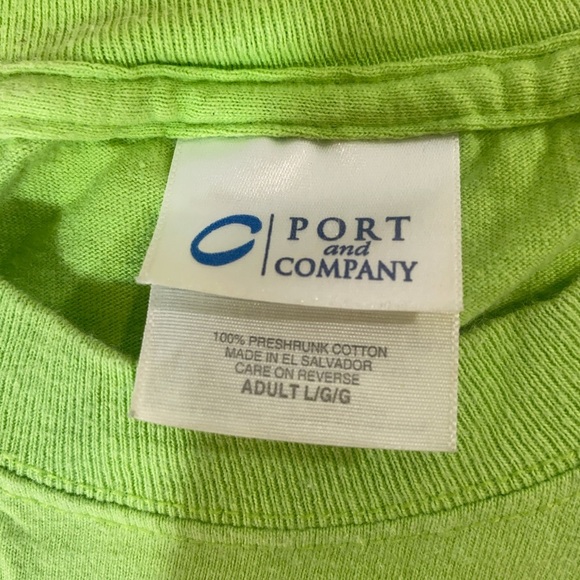 PORT
and
COMPANY
100% PRESHRUNK COTTON
MADE IN EL SALVADOR
CARE ON REVERSE
ADULT L/G/G